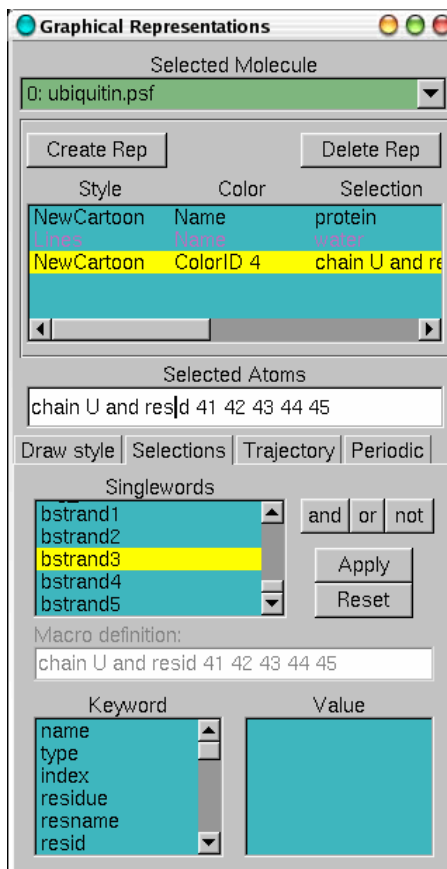 Graphical Representations
Selected Molecule
0: ubiquitin.psf
Create Rep Delete Rep
Style Color Selection
NewCartoon Name protein
Lines Name water
NewCartoon ColorID 4 chain U and re
Selected Atoms
chain U and resid 41 42 43 44 45
Draw style Selections Trajectory Periodic
Singlewords
bstrand1
and or not
bstrand2
bstrand3
Apply
bstrand4
Reset
bstrand5
Macro definition:
chain U and resid 41 42 43 44 45
Keyword Value
name
type
index
residue
resname
resid